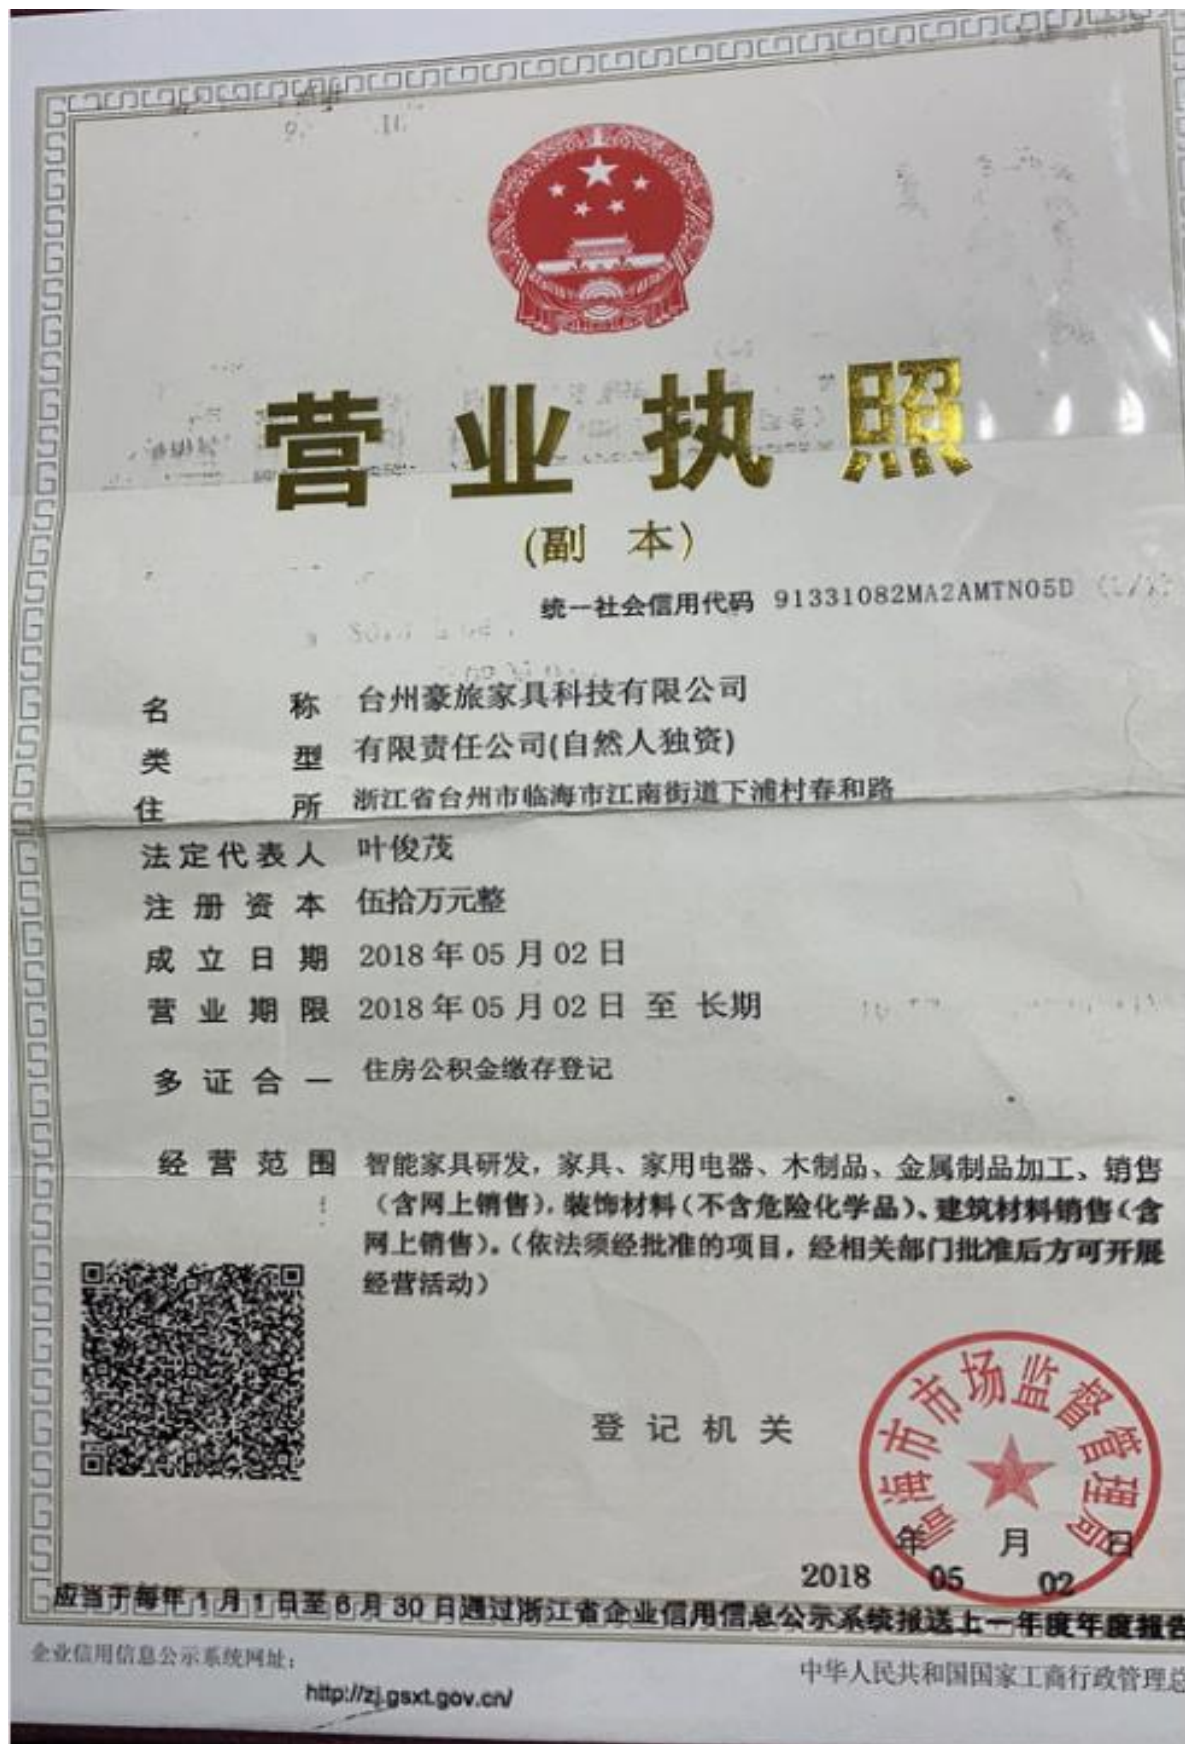 营业执照
(副 本)
统一社会信用代码 91331082MA2AMTN05D
名 称 台州豪旅家具科技有限公司
类 型 有限责任公司(自然人独资)
住 所 浙江省台州市临海市江南街道下浦村春和路
法定代表人 叶俊茂
注册资本 伍拾万元整
成立日期 2018年05月02日
营业期限 2018年05月02日至长期
多证合一 住房公积金缴存登记
经营范围 智能家具研发，家具、家用电器、木制品、金属制品加工、销售
（含网上销售），装饰材料（不含危险化学品）、建筑材料销售（含
网上销售）。（依法须经批准的项目，经相关部门批准后方可开展
经营活动）
登记机关
临海市市场监督管理局
年 月 日
2018 05 02
应当于每年1月1日至6月30日通过浙江省企业信用信息公示系统报送上一年度年度报告
企业信用信息公示系统网址：
http://zj.gsxt.gov.cn/
中华人民共和国国家工商行政管理总